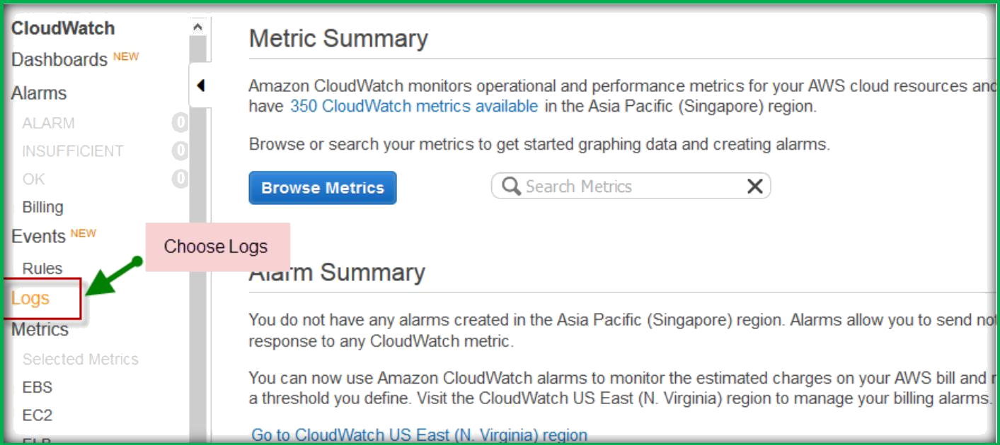 CloudWatch
Dashboards NEW
Alarms
ALARM 0
INSUFFICIENT 0
OK 0
Billing
Events NEW
Rules
Logs
Metrics
Selected Metrics
EBS
EC2
ELB
Choose Logs
Metric Summary
Amazon CloudWatch monitors operational and performance metrics for your AWS cloud resources and
have 350 CloudWatch metrics available in the Asia Pacific (Singapore) region.
Browse or search your metrics to get started graphing data and creating alarms.
Browse Metrics
Search Metrics
Alarm Summary
You do not have any alarms created in the Asia Pacific (Singapore) region. Alarms allow you to send not
response to any CloudWatch metric.
You can now use Amazon CloudWatch alarms to monitor the estimated charges on your AWS bill and r
a threshold you define. Visit the CloudWatch US East (N. Virginia) region to manage your billing alarms.
Go to CloudWatch US East (N. Virginia) region